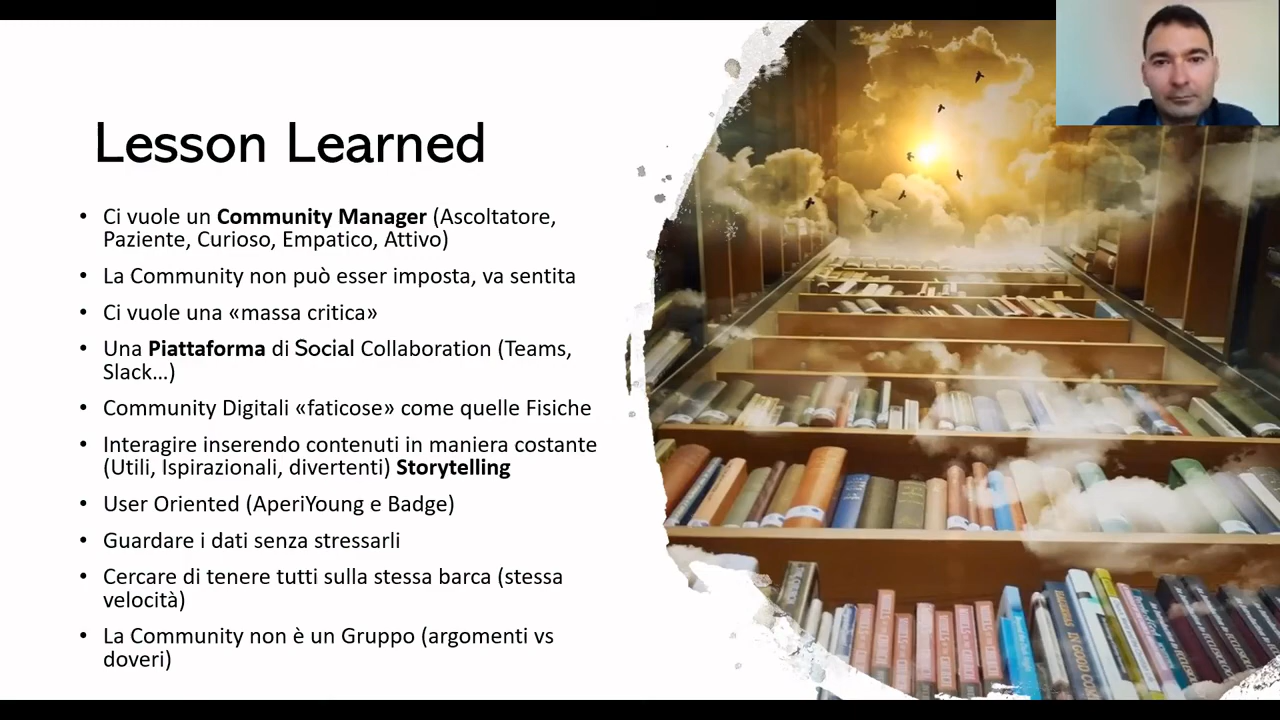 Lesson Learned
• Ci vuole un Community Manager (Ascoltatore,
Paziente, Curioso, Empatico, Attivo)
• La Community non può esser imposta, va sentita
• Ci vuole una «massa critica»
• Una Piattaforma di Social Collaboration (Teams,
Slack…)
• Community Digitali «faticose» come quelle Fisiche
• Interagire inserendo contenuti in maniera costante
(Utili, Ispirazionali, divertenti) Storytelling
• User Oriented (AperiYoung e Badge)
• Guardare i dati senza stressarli
• Cercare di tenere tutti sulla stessa barca (stessa
velocità)
• La Community non è un Gruppo (argomenti vs
doveri)